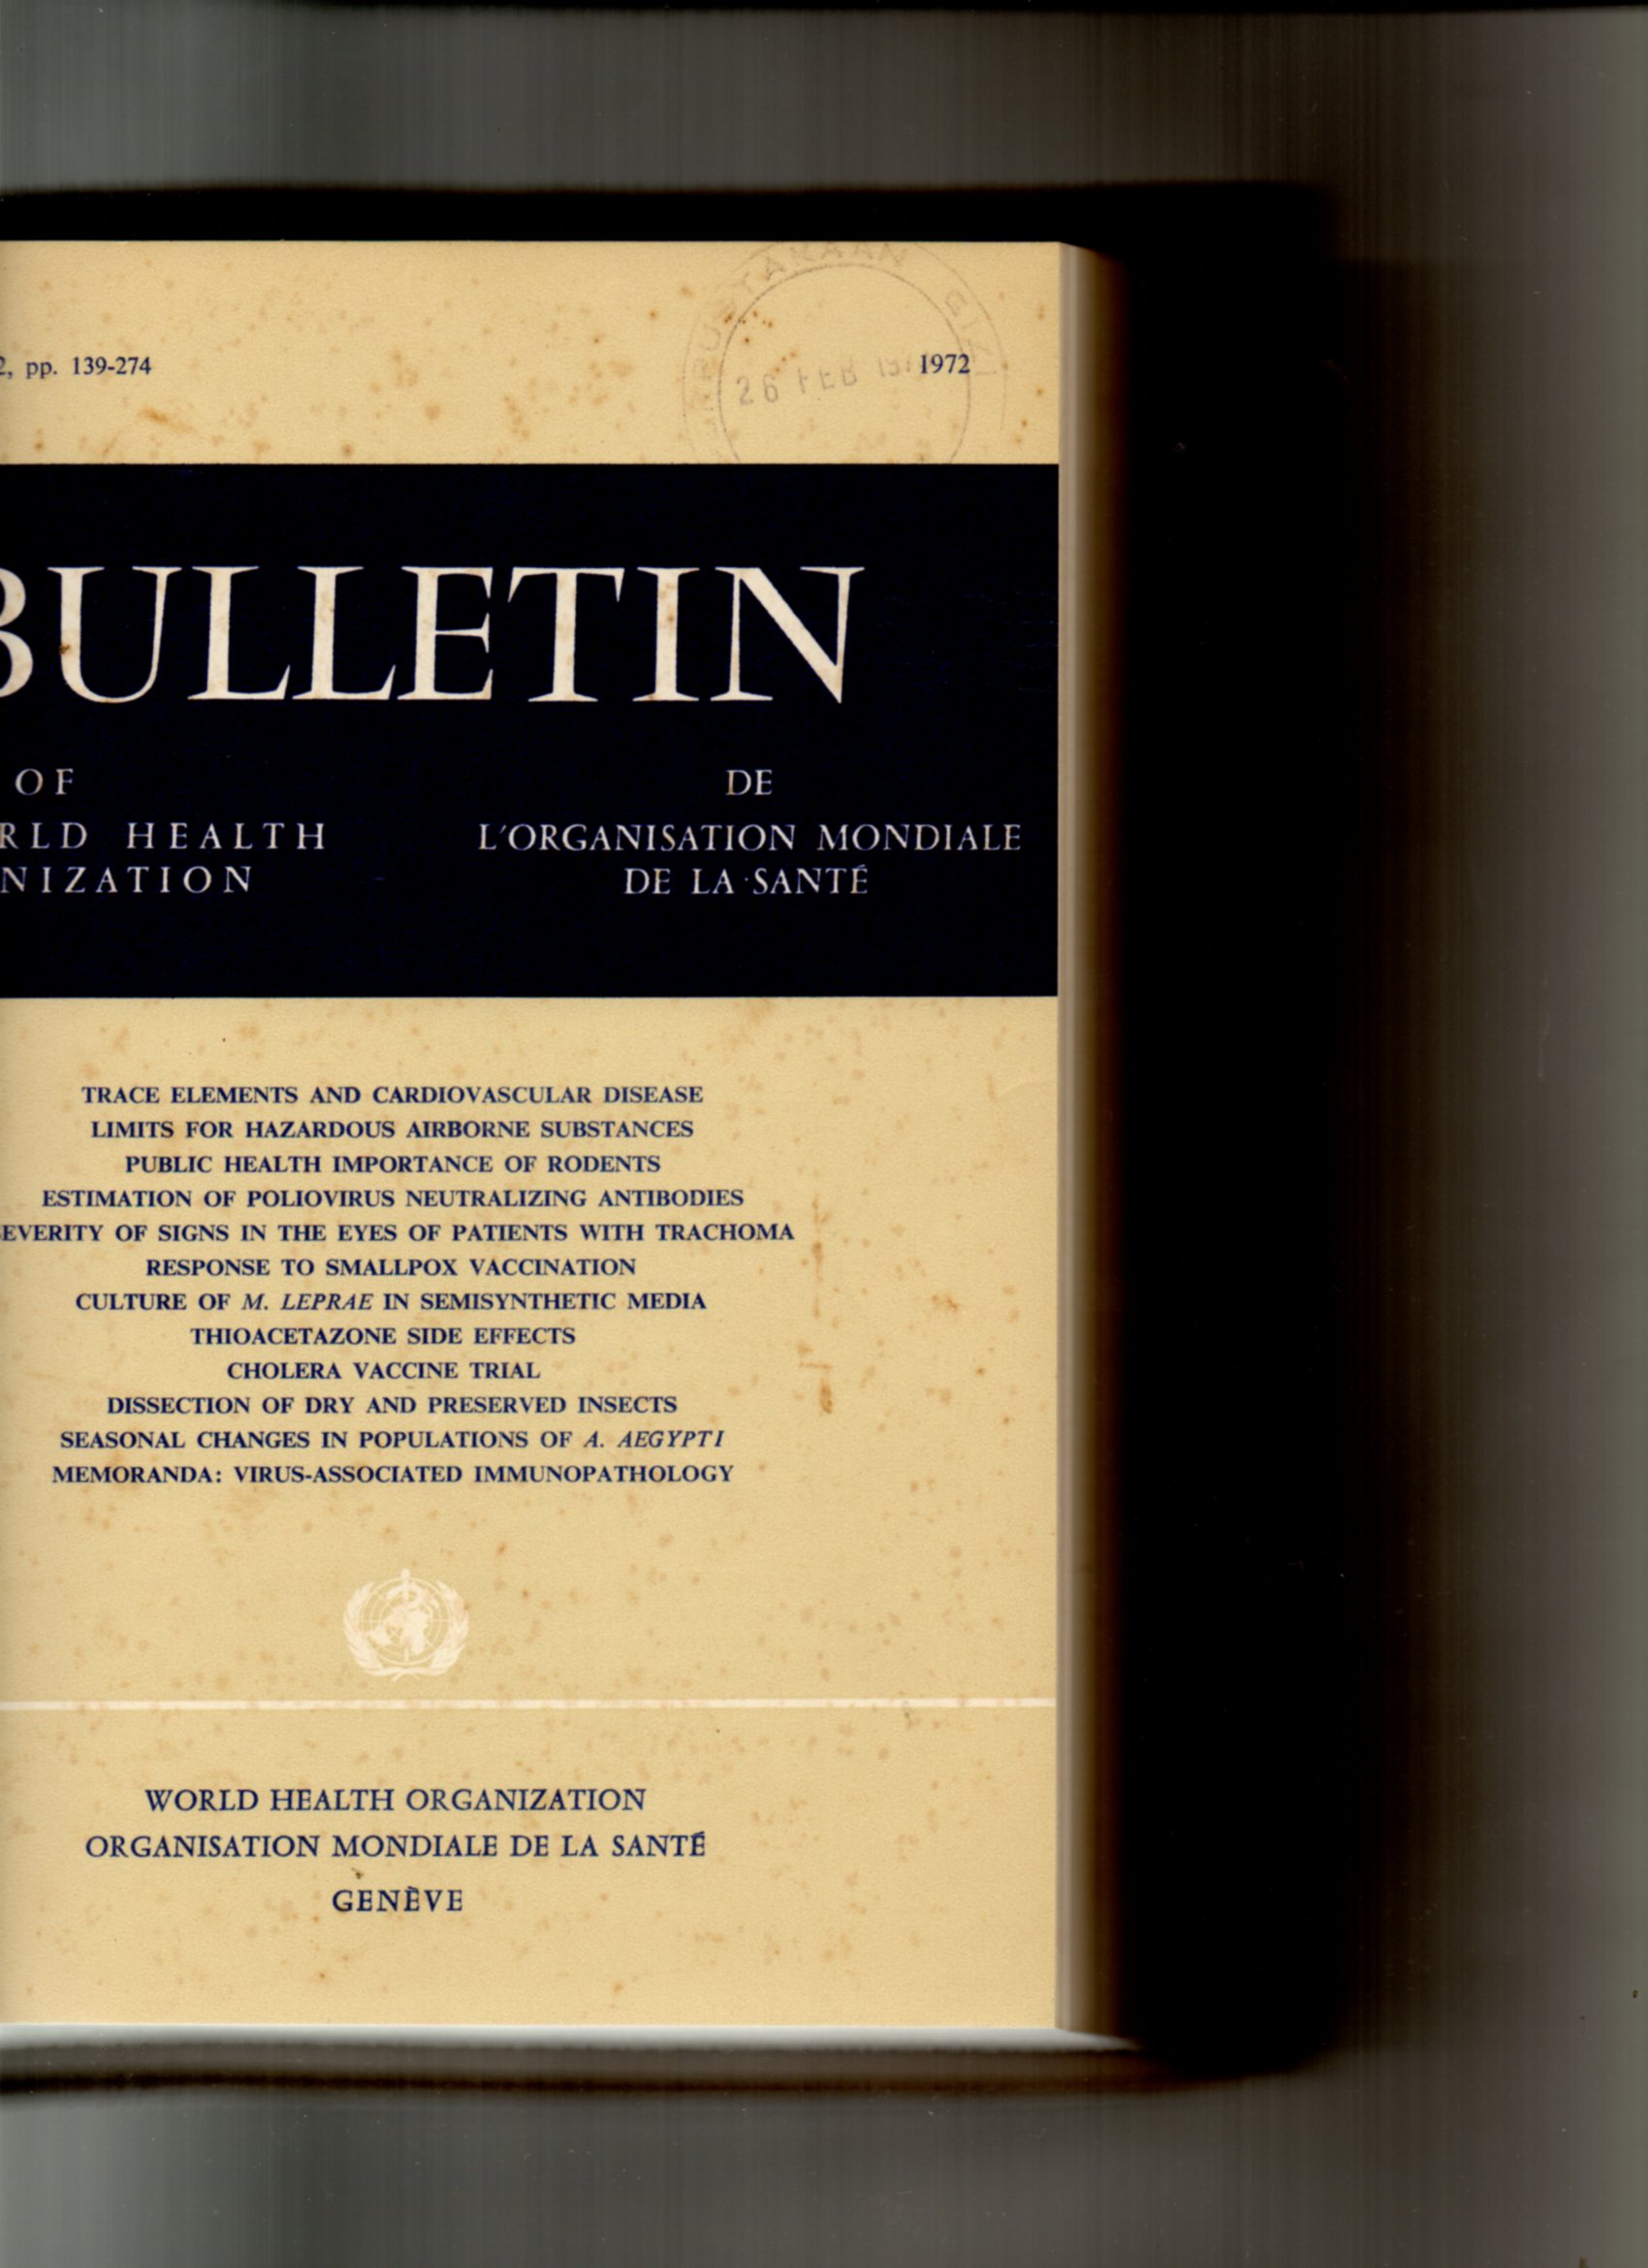 TAKAAN
2, pp. 139-274
26 FEB
1972
BULLETIN
OF
RLD HEALTH
NIZATION
DE
L'ORGANISATION MONDIALE
DE LA SANTÉ
TRACE ELEMENTS AND CARDIOVASCULAR DISEASE
LIMITS FOR HAZARDOUS AIRBORNE SUBSTANCES
PUBLIC HEALTH IMPORTANCE OF RODENTS
ESTIMATION OF POLIOVIRUS NEUTRALIZING ANTIBODIES
EVERITY OF SIGNS IN THE EYES OF PATIENTS WITH TRACHOMA
RESPONSE TO SMALLPOX VACCINATION
CULTURE OF M. LEPRAE IN SEMISYNTHETIC MEDIA
THIOACETAZONE SIDE EFFECTS
CHOLERA VACCINE TRIAL
DISSECTION OF DRY AND PRESERVED INSECTS
SEASONAL CHANGES IN POPULATIONS OF A. AEGYPTI
MEMORANDA: VIRUS-ASSOCIATED IMMUNOPATHOLOGY
WORLD HEALTH ORGANIZATION
ORGANISATION MONDIALE DE LA SANTÉ
GENÈVE